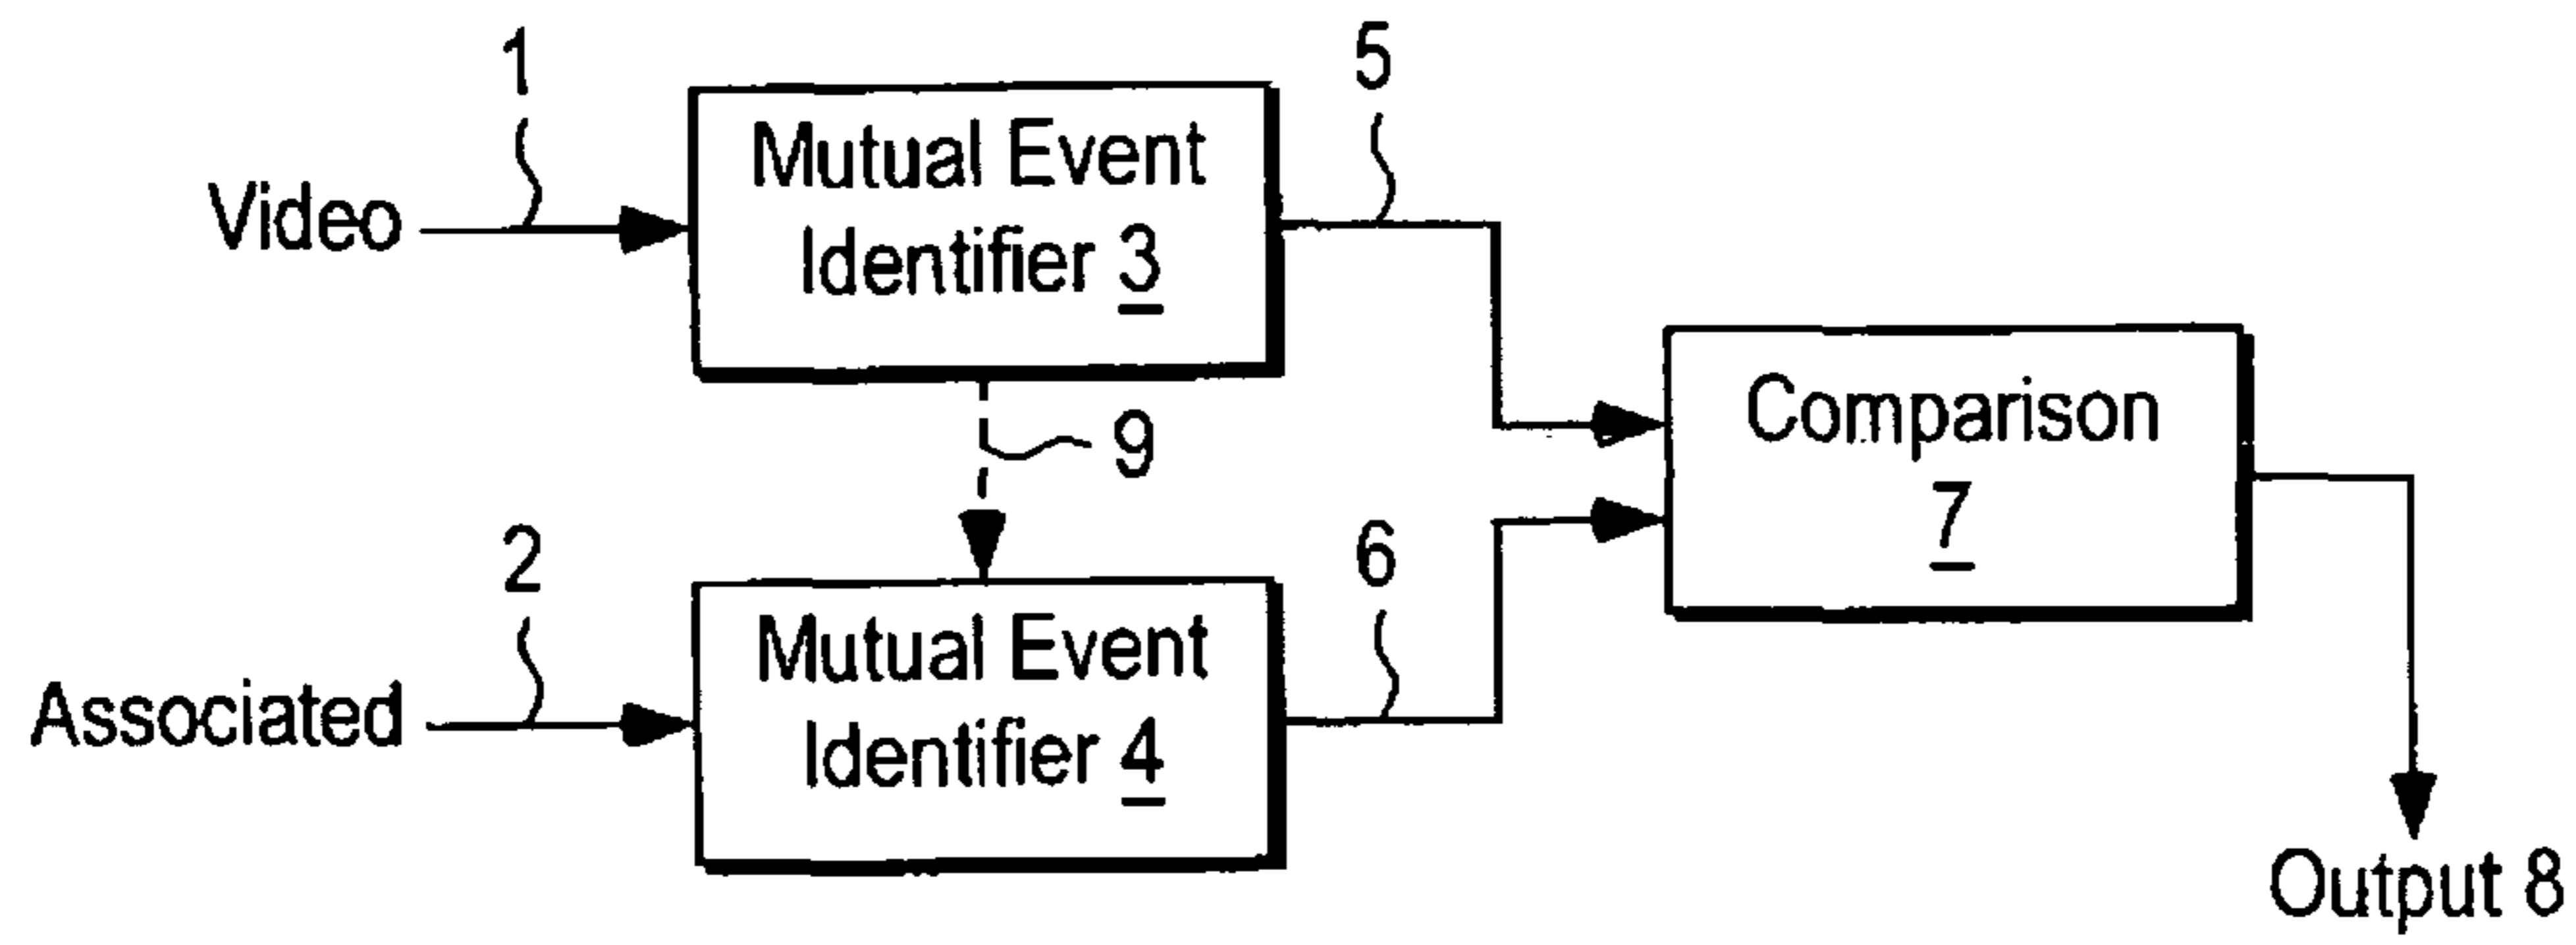 1
5
Mutual Event
Identifier 3
Video
Comparison
7
9
2
6
Mutual Event
Identifier 4
Associated
Output 8